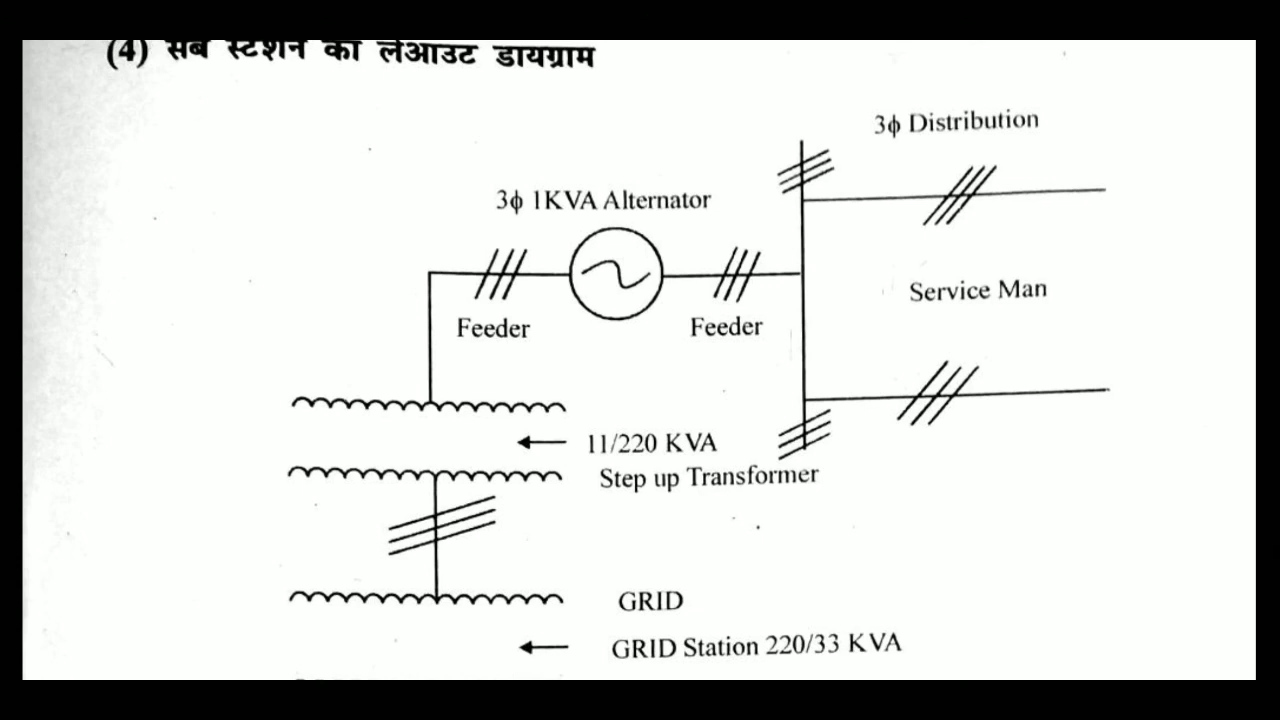 (4) सब स्टेशन का लेआउट डायग्राम
3ϕ Distribution
3ϕ 1KVA Alternator
Service Man
Feeder
Feeder
11/220 KVA
Step up Transformer
GRID
GRID Station 220/33 KVA